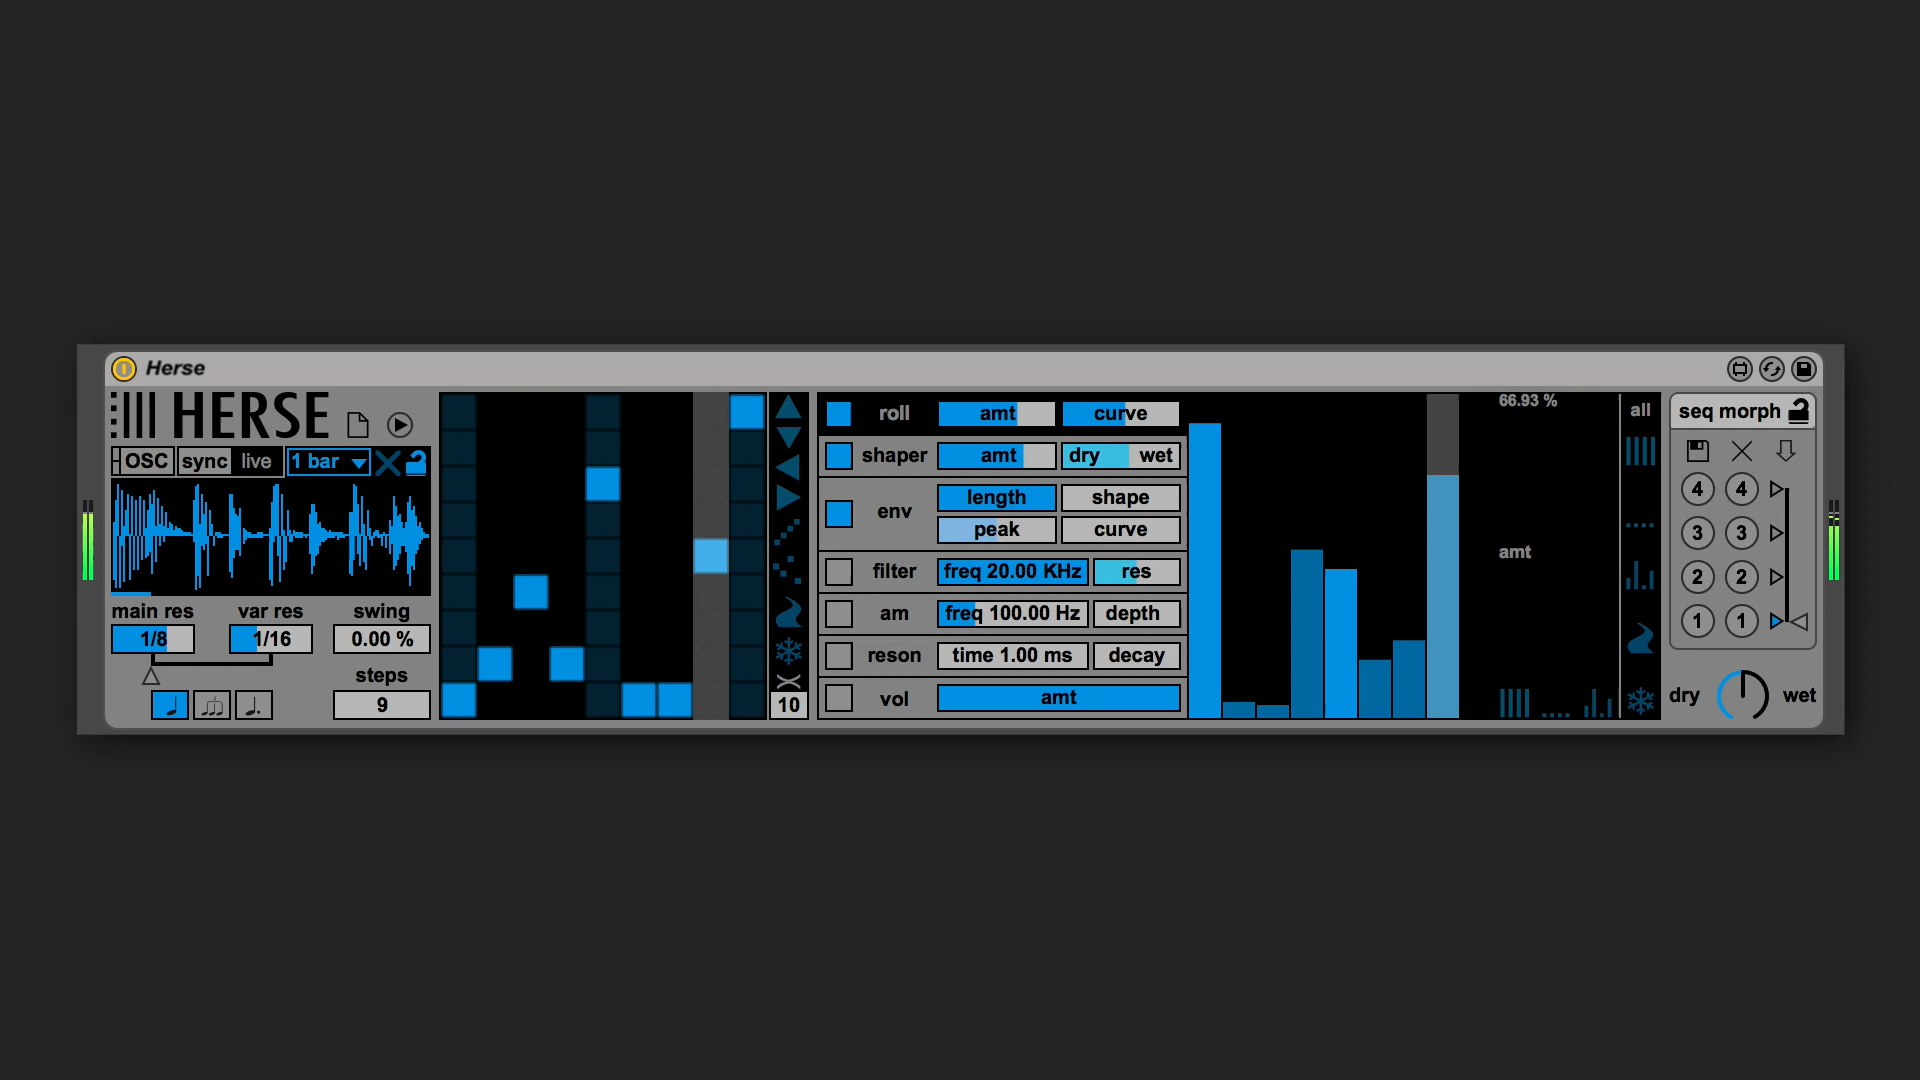 Herse
HERSE
OSC sync live 1 bar
main res var res swing
1/8 1/16 0.00 %
steps
9
10
roll amt curve
shaper amt dry wet
env length shape
peak curve
filter freq 20.00 KHz res
am freq 100.00 Hz depth
reson time 1.00 ms decay
vol amt
66.93 %
amt
all
seq morph
4 4
3 3
2 2
1 1
dry wet